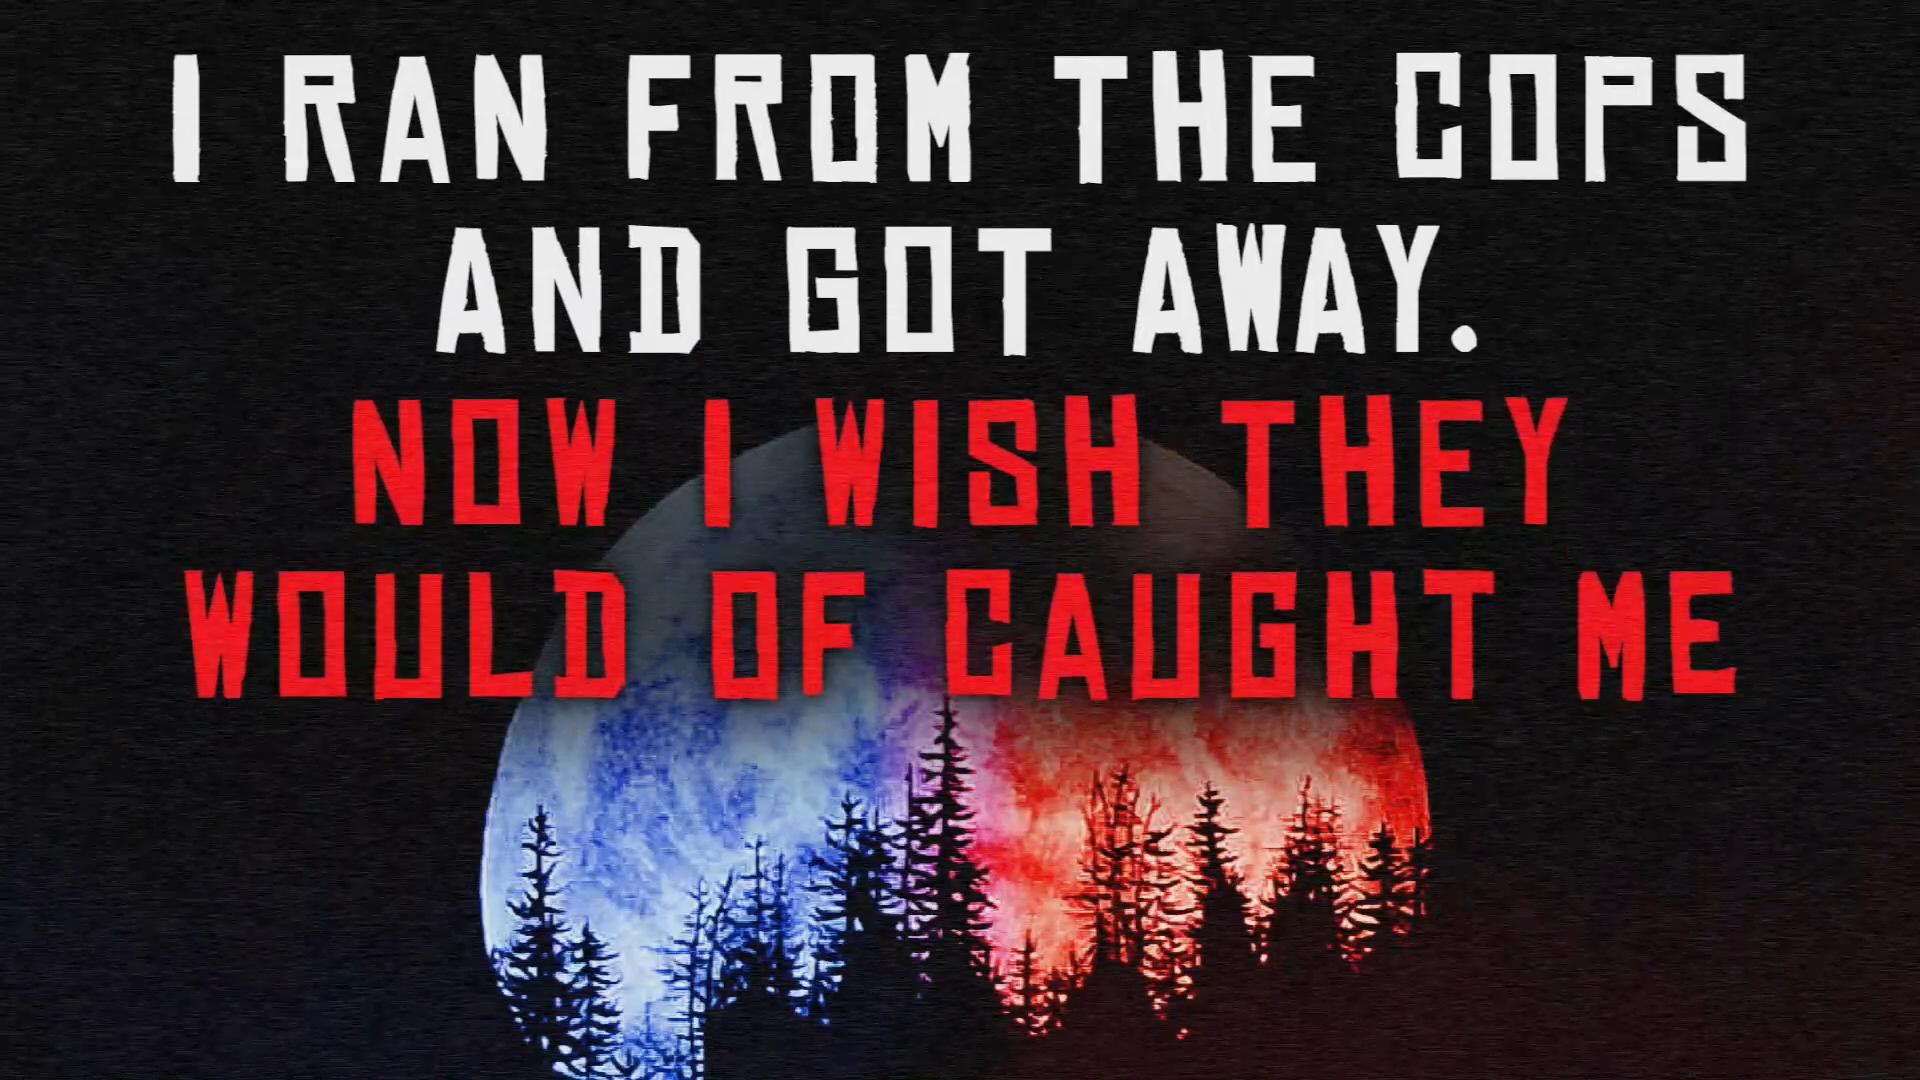 I RAN FROM THE COPS
AND GOT AWAY.
NOW I WISH THEY
WOULD OF CAUGHT ME